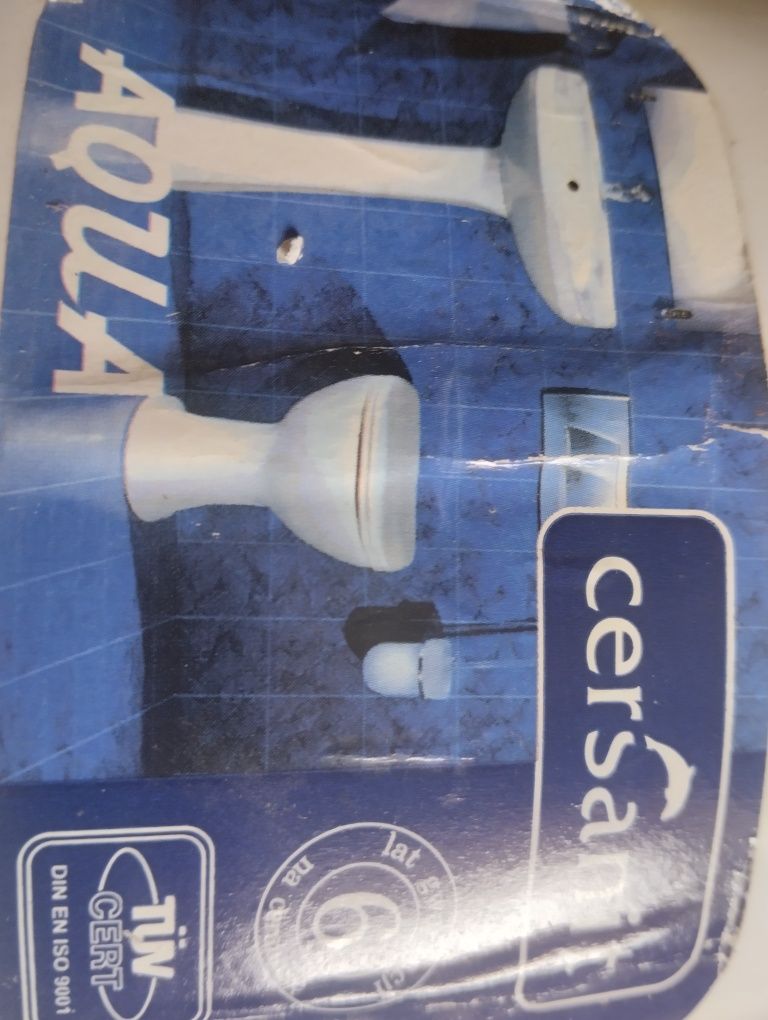 AQUA
cersanit
6
lat
na
TÜV
CERT
DIN EN ISO 9001